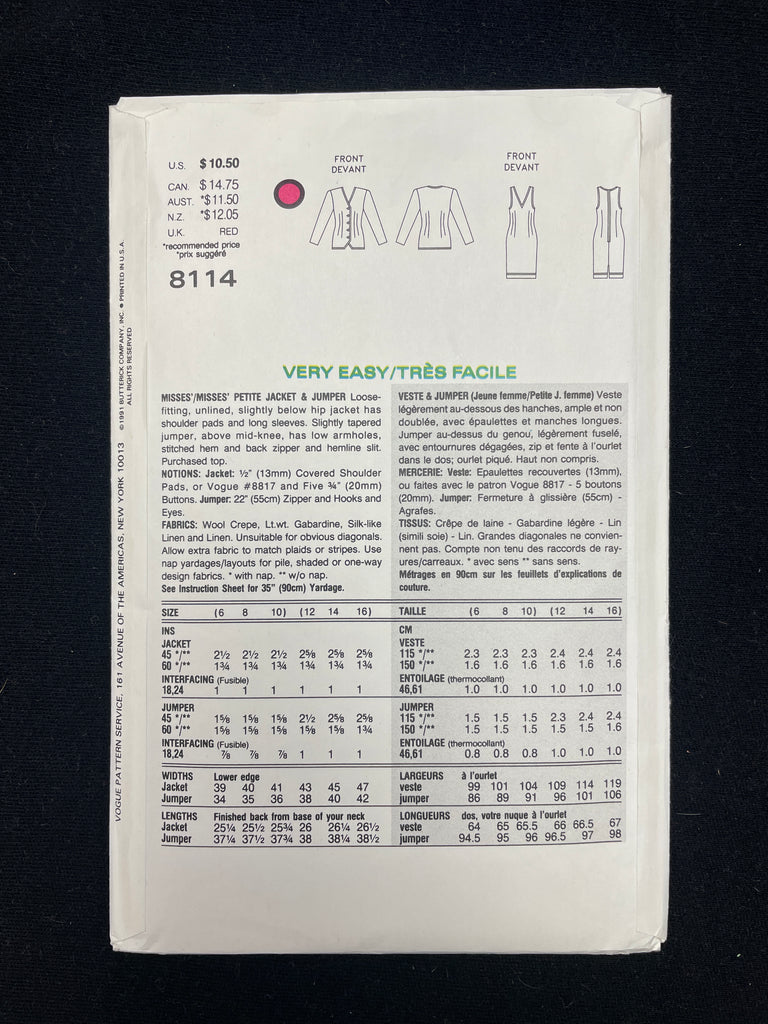 U.S. $ 10.50
CAN. $ 14.75
AUST. *$ 11.50
N.Z. *$ 12.05
U.K. RED
*recommended price
*prix suggéré
8114
FRONT
DEVANT
FRONT
DEVANT
VERY EASY/TRÈS FACILE
MISSES'/MISSES' PETITE JACKET & JUMPER Loose-
fitting, unlined, slightly below hip jacket has
shoulder pads and long sleeves. Slightly tapered
jumper, above mid-knee, has low armholes,
stitched hem and back zipper and hemline slit.
Purchased top.
NOTIONS: Jacket: ½" (13mm) Covered Shoulder
Pads, or Vogue #8817 and Five ¾" (20mm)
Buttons. Jumper: 22" (55cm) Zipper and Hooks and
Eyes.
FABRICS: Wool Crepe, Lt.wt. Gabardine, Silk-like
Linen and Linen. Unsuitable for obvious diagonals.
Allow extra fabric to match plaids or stripes. Use
nap yardages/layouts for pile, shaded or one-way
design fabrics. * with nap. ** w/o nap.
See Instruction Sheet for 35" (90cm) Yardage.
VESTE & JUMPER (Jeune femme/Petite J. femme) Veste
légèrement au-dessous des hanches, ample et non
doublée, avec épaulettes et manches longues.
Jumper au-dessus du genou, légèrement fuselé,
avec entournures dégagées, zip et fente à l'ourlet
dans le dos; ourlet piqué. Haut non compris.
MERCERIE: Veste: Epaulettes recouvertes (13mm),
ou faites avec le patron Vogue 8817 - 5 boutons
(20mm). Jumper: Fermeture à glissière (55cm) -
Agrafes.
TISSUS: Crêpe de laine - Gabardine légère - Lin
(simili soie) - Lin. Grandes diagonales ne convien-
nent pas. Compte non tenu des raccords de ray-
ures/carreaux. * avec sens ** sans sens.
Métrages en 90cm sur les feuillets d'explications de
couture.
SIZE (6 8 10) (12 14 16)
INS
JACKET
45 */** 2½ 2½ 2½ 2⅝ 2⅝ 2⅝
60 */** 1¾ 1¾ 1¾ 1¾ 1¾ 1¾
INTERFACING (Fusible)
18,24 1 1 1 1 1 1
JUMPER
45 */** 1⅝ 1⅝ 1⅝ 2½ 2⅝ 2⅝
60 */** 1⅝ 1⅝ 1⅝ 1⅝ 1⅝ 1⅝
INTERFACING (Fusible)
18,24 ⅞ ⅞ ⅞ 1 1 1
WIDTHS Lower edge
Jacket 39 40 41 43 45 47
Jumper 34 35 36 38 40 42
LENGTHS Finished back from base of your neck
Jacket 25¼ 25½ 25¾ 26 26¼ 26½
Jumper 37¼ 37½ 37¾ 38 38¼ 38½
TAILLE (6 8 10) (12 14 16)
CM
VESTE
115 */** 2.3 2.3 2.3 2.4 2.4 2.4
150 */** 1.6 1.6 1.6 1.6 1.6 1.6
ENTOILAGE (thermocollant)
46,61 1.0 1.0 1.0 1.0 1.0 1.0
JUMPER
115 */** 1.5 1.5 1.5 2.3 2.4 2.4
150 */** 1.5 1.5 1.5 1.5 1.5 1.5
ENTOILAGE (thermocollant)
46,61 0.8 0.8 0.8 1.0 1.0 1.0
LARGEURS à l'ourlet
veste 99 101 104 109 114 119
jumper 86 89 91 96 101 106
LONGUEURS dos, votre nuque à l'ourlet
veste 64 65 65.5 66 66.5 67
jumper 94.5 95 96 96.5 97 98
VOGUE PATTERN SERVICE, 161 AVENUE OF THE AMERICAS, NEW YORK 10013 ©1991 BUTTERICK COMPANY, INC. ● PRINTED IN U.S.A.
ALL RIGHTS RESERVED